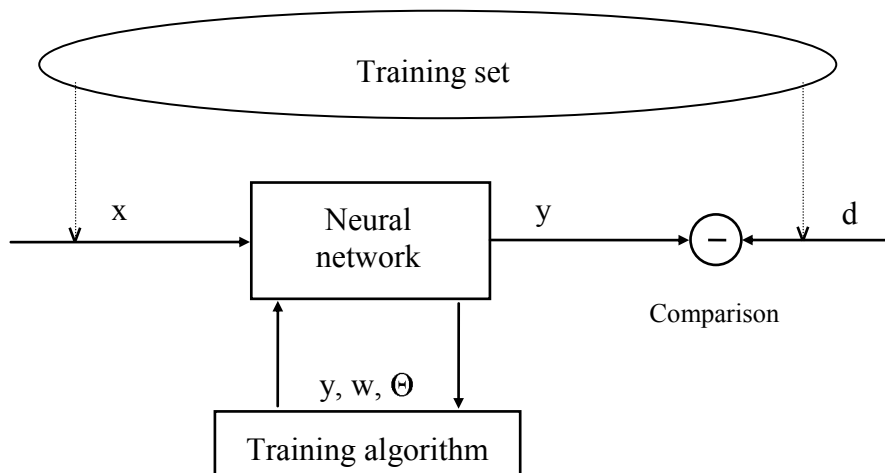 Training set
x
Neural
network
y
−
d
Comparison
y, w, Θ
Training algorithm